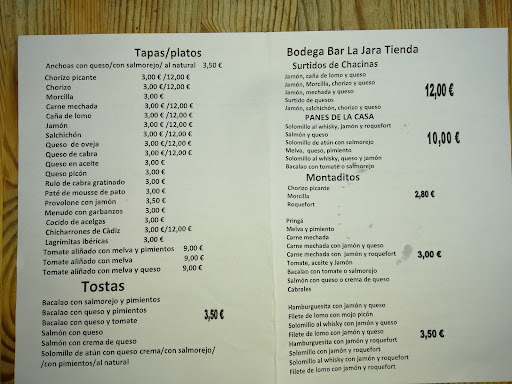 Tapas/platos
Anchoas con queso/con salmorejo/ al natural 3,50 €
Chorizo picante 3,00 € /12,00 €
Chorizo 3,00 €/12,00 €
Morcilla 3,00 €
Carne mechada 3,00 € /12,00 €
Caña de lomo 3,00 € /12,00 €
Jamón 3,00 € /12,00 €
Salchichón 3,00 € /12,00 €
Queso de oveja 3,00 €/12,00 €
Queso de cabra 3,00 €/12,00 €
Queso en aceite 3,00 €
Queso picón 3,00 €
Rulo de cabra gratinado 3,00 €
Paté de mousse de pato 3,00 €
Provolone con jamón 3,50 €
Menudo con garbanzos 3,00 €
Cocido de acelgas 3,00 €
Chicharrones de Càdiz 3,00 €/12,00 €
Lagrimitas ibéricas 3,00 €
Tomate aliñado con melva y pimientos 9,00 €
Tomate aliñado con melva 9,00 €
Tomate aliñado con melva y queso 9,00 €
Tostas
Bacalao con salmorejo y pimientos
Bacalao con queso y pimientos 3,50 €
Bacalao con queso y tomate
Salmón con queso
Salmón con crema de queso
Solomillo de atún con queso crema/con salmorejo/
/con pimientos/al natural
Bodega Bar La Jara Tienda
Surtidos de Chacinas
Jamón, caña de lomo y queso
Jamón, Morcilla, chorizo y queso
Jamón, mechada y queso 12,00 €
Surtido de quesos
Jamón, salchichón, chorizo y queso
PANES DE LA CASA
Solomillo al whisky, jamón y roquefort
Salmón y queso
Solomillo de atún con salmorejo 10,00 €
Melva, queso, pimiento
Solomillo al whisky, queso y jamón
Bacalao con tomate o salmorejo
Montaditos
Chorizo picante
Morcilla 2,80 €
Roquefort
Pringá
Melva y pimiento
Carne mechada
Carne mechada con jamón y queso
Carne mechada con jamón y roquefort 3,00 €
Tomate, aceite y Jamón
Bacalao con tomate o salmorejo
Salmón con queso o crema de queso
Cabrales
Hamburguesita con jamón y queso
Filete de lomo con mojo picón
Solomillo al whisky con jamón y queso
Filete de lomo con jamón y queso
Hamburguesita con jamón y roquefort 3,50 €
Solomillo con jamón y roquefort
Solomillo al whisky con jamón y roquefort
Filete de lomo con jamón y roquefort